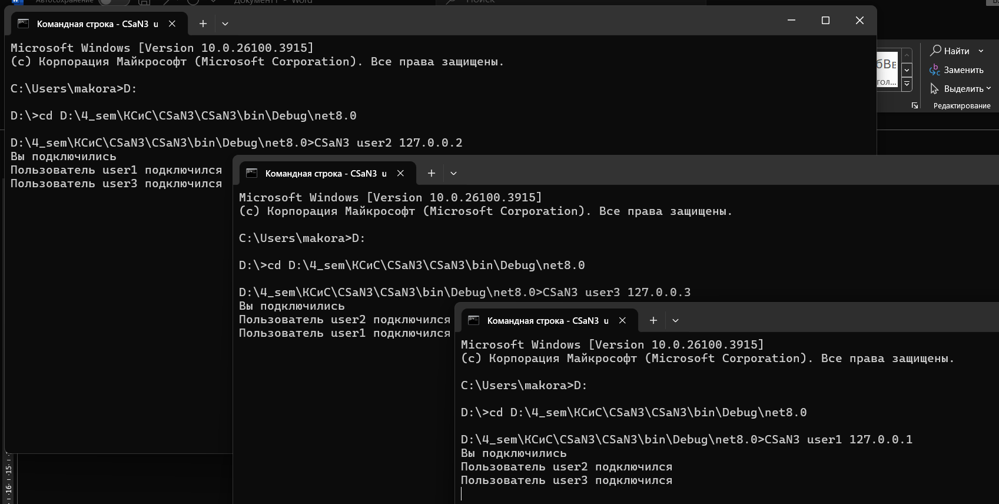 Автосохранение
Документ1 - Word
Поиск
Командная строка - CSaN3 u
Microsoft Windows [Version 10.0.26100.3915]
(c) Корпорация Майкрософт (Microsoft Corporation). Все права защищены.
C:\Users\makora>D:
D:\>cd D:\4_sem\КСиС\CSaN3\CSaN3\bin\Debug\net8.0
D:\4_sem\КСиС\CSaN3\CSaN3\bin\Debug\net8.0>CSaN3 user2 127.0.0.2
Вы подключились
Пользователь user1 подключился
Пользователь user3 подключился
Найти
Заменить
Выделить
Редактирование
Командная строка - CSaN3 u
Microsoft Windows [Version 10.0.26100.3915]
(c) Корпорация Майкрософт (Microsoft Corporation). Все права защищены.
C:\Users\makora>D:
D:\>cd D:\4_sem\КСиС\CSaN3\CSaN3\bin\Debug\net8.0
D:\4_sem\КСиС\CSaN3\CSaN3\bin\Debug\net8.0>CSaN3 user3 127.0.0.3
Вы подключились
Пользователь user2 подключился
Пользователь user1 подключился
Командная строка - CSaN3 u
Microsoft Windows [Version 10.0.26100.3915]
(c) Корпорация Майкрософт (Microsoft Corporation). Все права защищены.
C:\Users\makora>D:
D:\>cd D:\4_sem\КСиС\CSaN3\CSaN3\bin\Debug\net8.0
D:\4_sem\КСиС\CSaN3\CSaN3\bin\Debug\net8.0>CSaN3 user1 127.0.0.1
Вы подключились
Пользователь user2 подключился
Пользователь user3 подключился
15
16